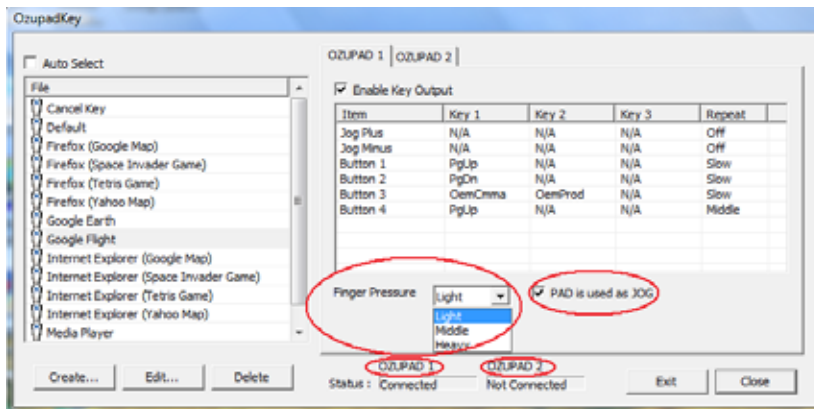 OzupadKey
Auto Select
File
Cancel Key
Default
Firefox (Google Map)
Firefox (Space Invader Game)
Firefox (Tetris Game)
Firefox (Yahoo Map)
Google Earth
Google Flight
Internet Explorer (Google Map)
Internet Explorer (Space Invader Game)
Internet Explorer (Tetris Game)
Internet Explorer (Yahoo Map)
Media Player
Create... Edit... Delete
OZUPAD 1 OZUPAD 2
Enable Key Output
Item Key 1 Key 2 Key 3 Repeat
Jog Plus N/A N/A N/A Off
Jog Minus N/A N/A N/A Off
Button 1 PgUp N/A N/A Slow
Button 2 PgDn N/A N/A Slow
Button 3 OemCmma OemProd N/A Slow
Button 4 PgUp N/A N/A Middle
Finger Pressure Light PAD is used as JOG
Light
Middle
Heavy
OZUPAD 1 OZUPAD 2
Status : Connected Not Connected Exit Close